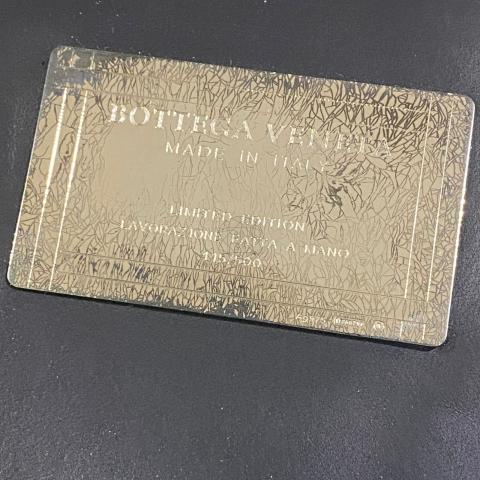 BOTTEGA VENETA
MADE IN ITALY
LIMITED EDITION
LAVORAZIONE FATTA A MANO